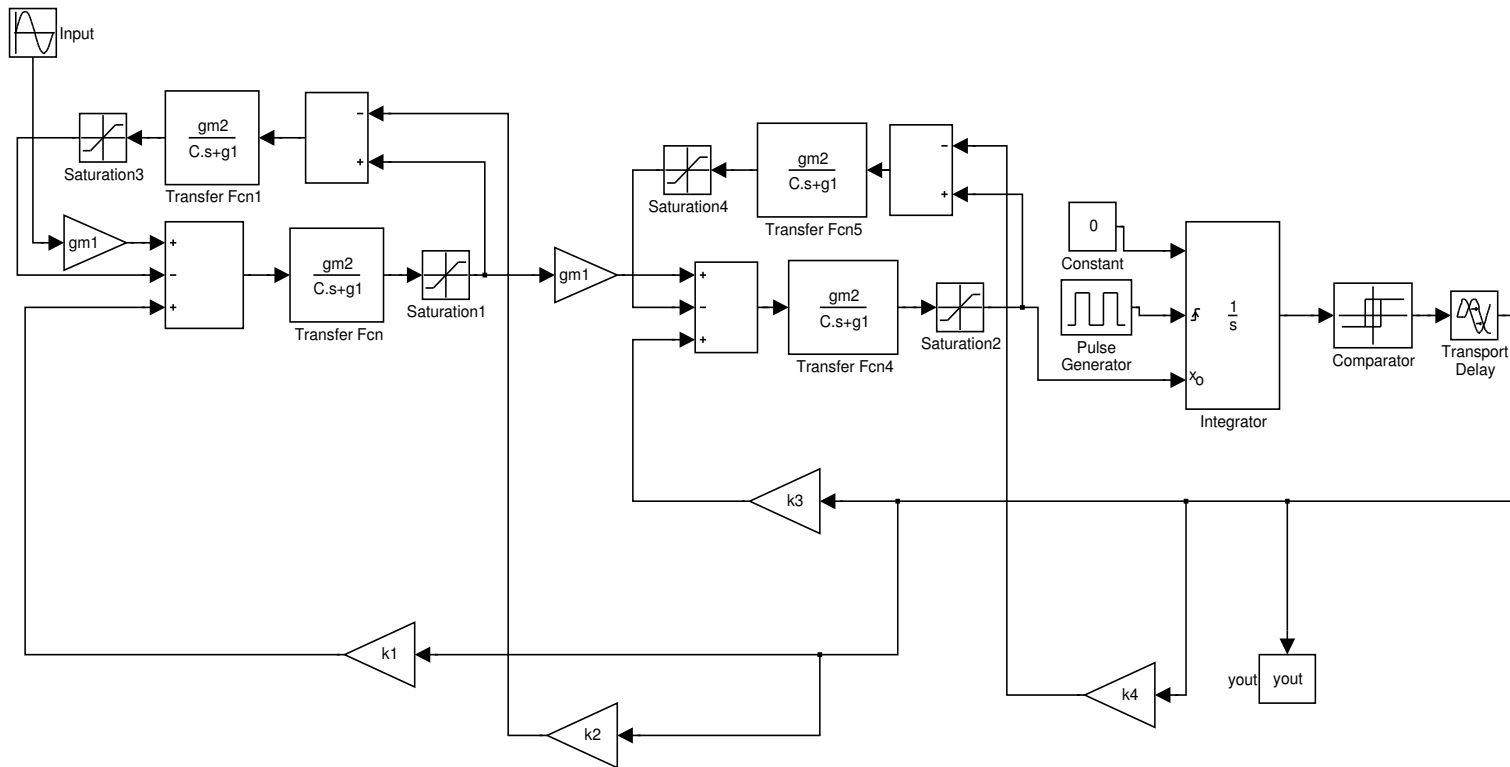 Input
−
gm2
C.s+g1
+
Saturation3
Transfer Fcn1
gm1
+
−
+
gm2
C.s+g1
Transfer Fcn
Saturation1
gm1
−
gm2
C.s+g1
+
Saturation4
Transfer Fcn5
+
−
+
gm2
C.s+g1
Transfer Fcn4
Saturation2
0
Constant
Pulse
Generator
1
s
xo
Integrator
Comparator
Transport
Delay
k3
k1
k2
k4
yout
yout